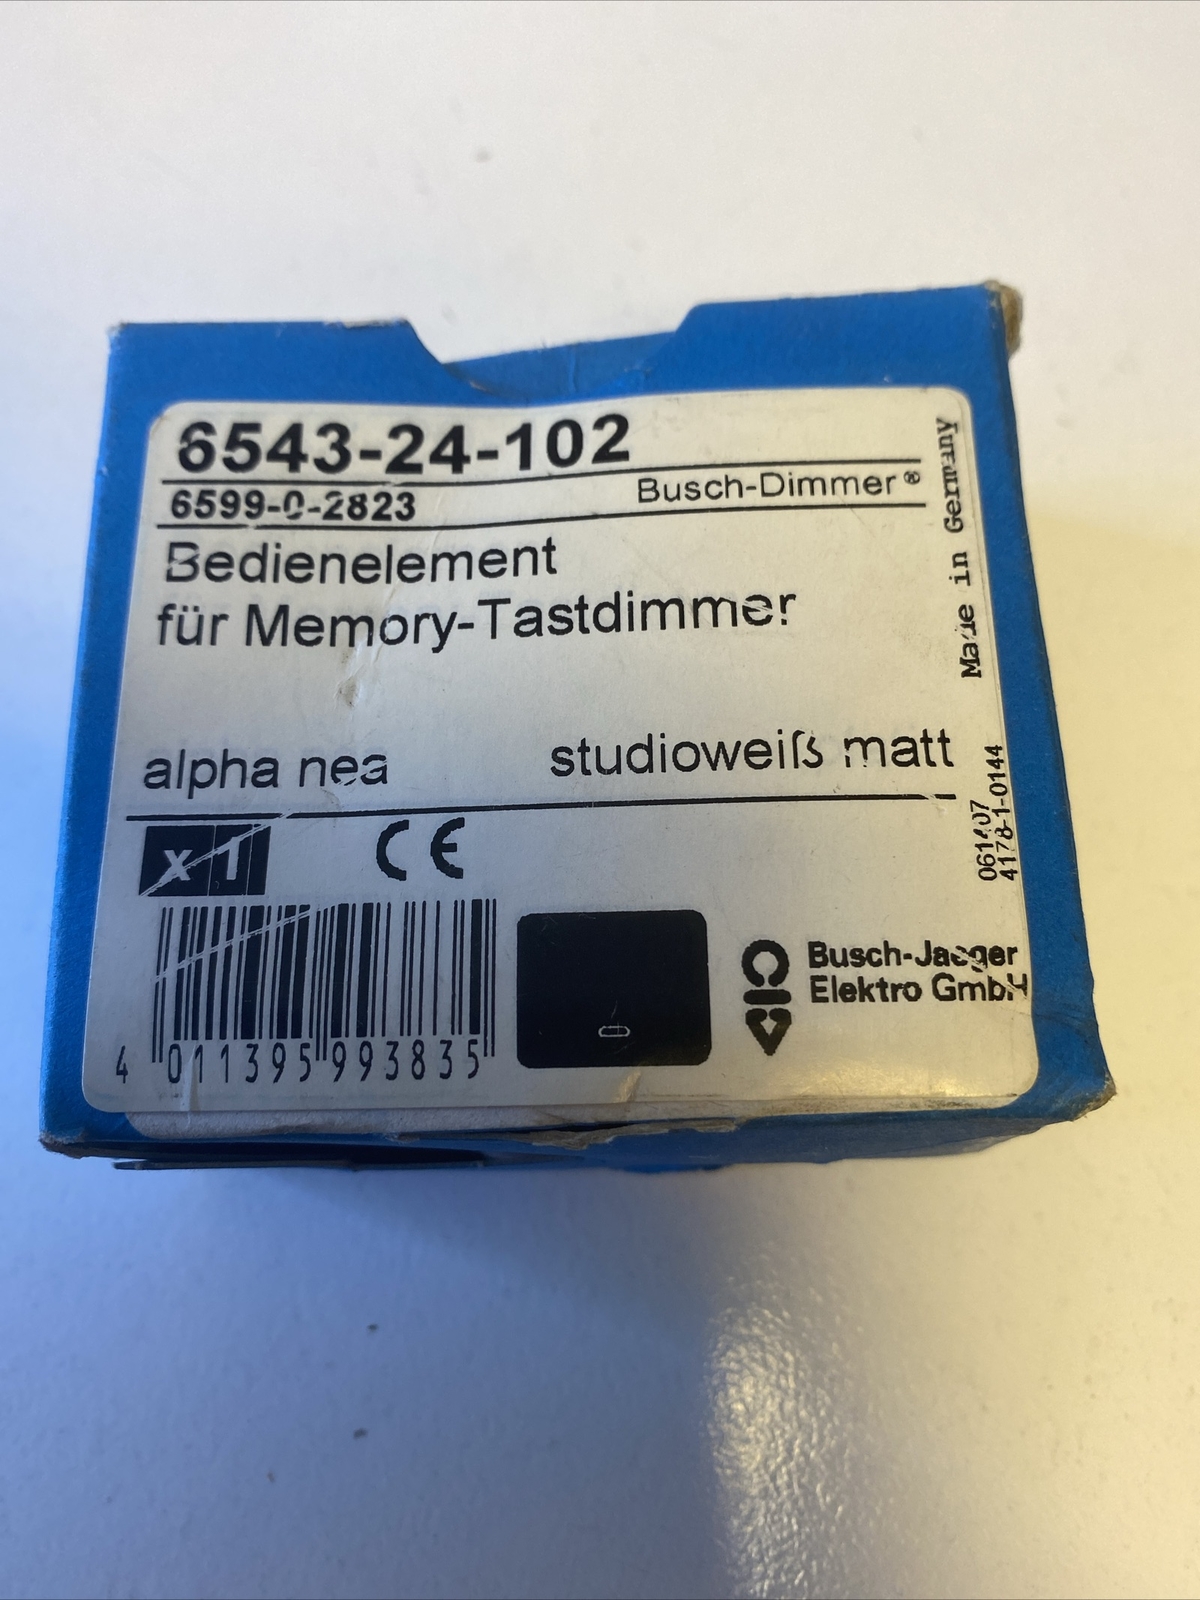 6543-24-102
6599-0-2823
Busch-Dimmer®
Bedienelement
für Memory-Tastdimmer
alpha nea
studioweiß matt
x 1
CE
4 011395 993835
Busch-Jaeger
Elektro GmbH
Made in Germany
4178-1-0144